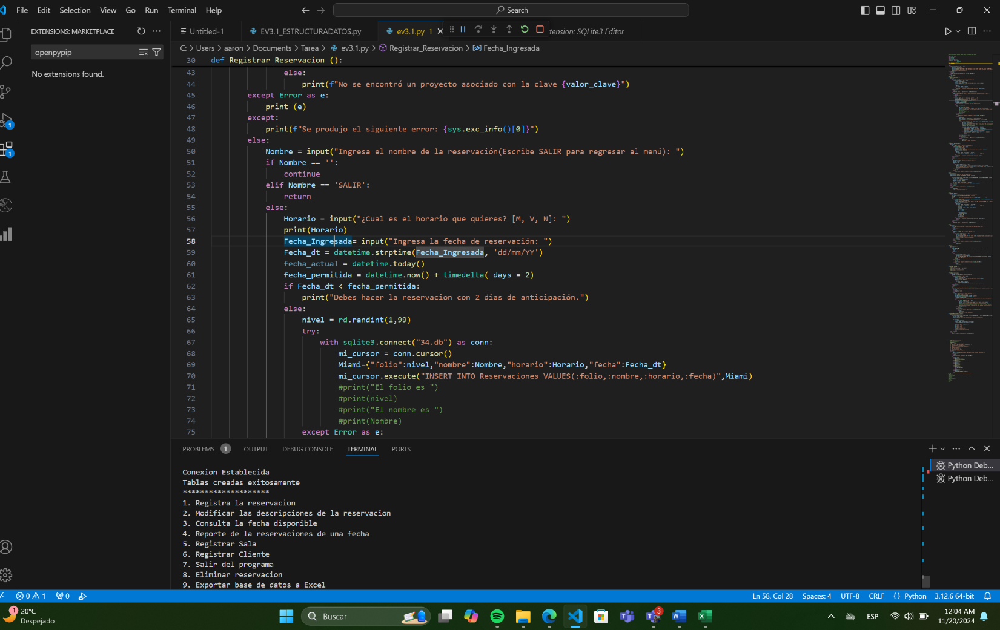 File Edit Selection View Go Run Terminal Help
Search
EXTENSIONS: MARKETPLACE
Untitled-1
EV3.1_ESTRUCTURADATOS.py
ev3.1.py 1
tension: SQLite3 Editor
openpypip
C: > Users > aaron > Documents > Tarea > ev3.1.py > Registrar_Reservacion > Fecha_Ingresada
No extensions found.
30 def Registrar_Reservacion ():
43 else:
44 print(f"No se encontró un proyecto asociado con la clave {valor_clave}")
45 except Error as e:
46 print (e)
47 except:
48 print(f"Se produjo el siguiente error: {sys.exc_info()[0]}")
49 else:
50 Nombre = input("Ingresa el nombre de la reservación(Escribe SALIR para regresar al menú): ")
51 if Nombre == '':
52 continue
53 elif Nombre == 'SALIR':
54 return
55 else:
56 Horario = input("¿Cual es el horario que quieres? [M, V, N]: ")
57 print(Horario)
58 Fecha_Ingresada= input("Ingresa la fecha de reservación: ")
59 Fecha_dt = datetime.strptime(Fecha_Ingresada, 'dd/mm/YY')
60 fecha_actual = datetime.today()
61 fecha_permitida = datetime.now() + timedelta( days = 2)
62 if Fecha_dt < fecha_permitida:
63 print("Debes hacer la reservacion con 2 dias de anticipación.")
64 else:
65 nivel = rd.randint(1,99)
66 try:
67 with sqlite3.connect("34.db") as conn:
68 mi_cursor = conn.cursor()
69 Miami={"folio":nivel,"nombre":Nombre,"horario":Horario,"fecha":Fecha_dt}
70 mi_cursor.execute("INSERT INTO Reservaciones VALUES(:folio,:nombre,:horario,:fecha)",Miami)
71 #print("El folio es ")
72 #print(nivel)
73 #print("El nombre es ")
74 #print(Nombre)
75 except Error as e:
PROBLEMS 1 OUTPUT DEBUG CONSOLE TERMINAL PORTS
Conexion Establecida
Tablas creadas exitosamente
********************
1. Registra la reservacion
2. Modificar las descripciones de la reservacion
3. Consulta la fecha disponible
4. Reporte de la reservaciones de una fecha
5. Registrar Sala
6. Registrar Cliente
7. Salir del programa
8. Eliminar reservacion
9. Exportar base de datos a Excel
Python Deb...
Python Deb...
0 1 0
Ln 58, Col 28 Spaces: 4 UTF-8 CRLF {} Python 3.12.6 64-bit
1
20°C
Despejado
Buscar
3
ESP
12:04 AM
11/20/2024